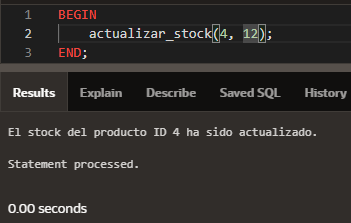 1 BEGIN
2 actualizar_stock(4, 12);
3 END;
Results Explain Describe Saved SQL History
El stock del producto ID 4 ha sido actualizado.
Statement processed.
0.00 seconds